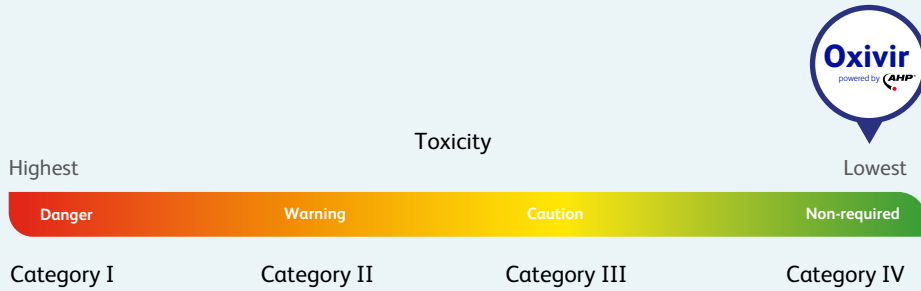 Oxivir
powered by AHP®
Toxicity
Highest
Lowest
Danger
Warning
Caution
Non-required
Category I
Category II
Category III
Category IV